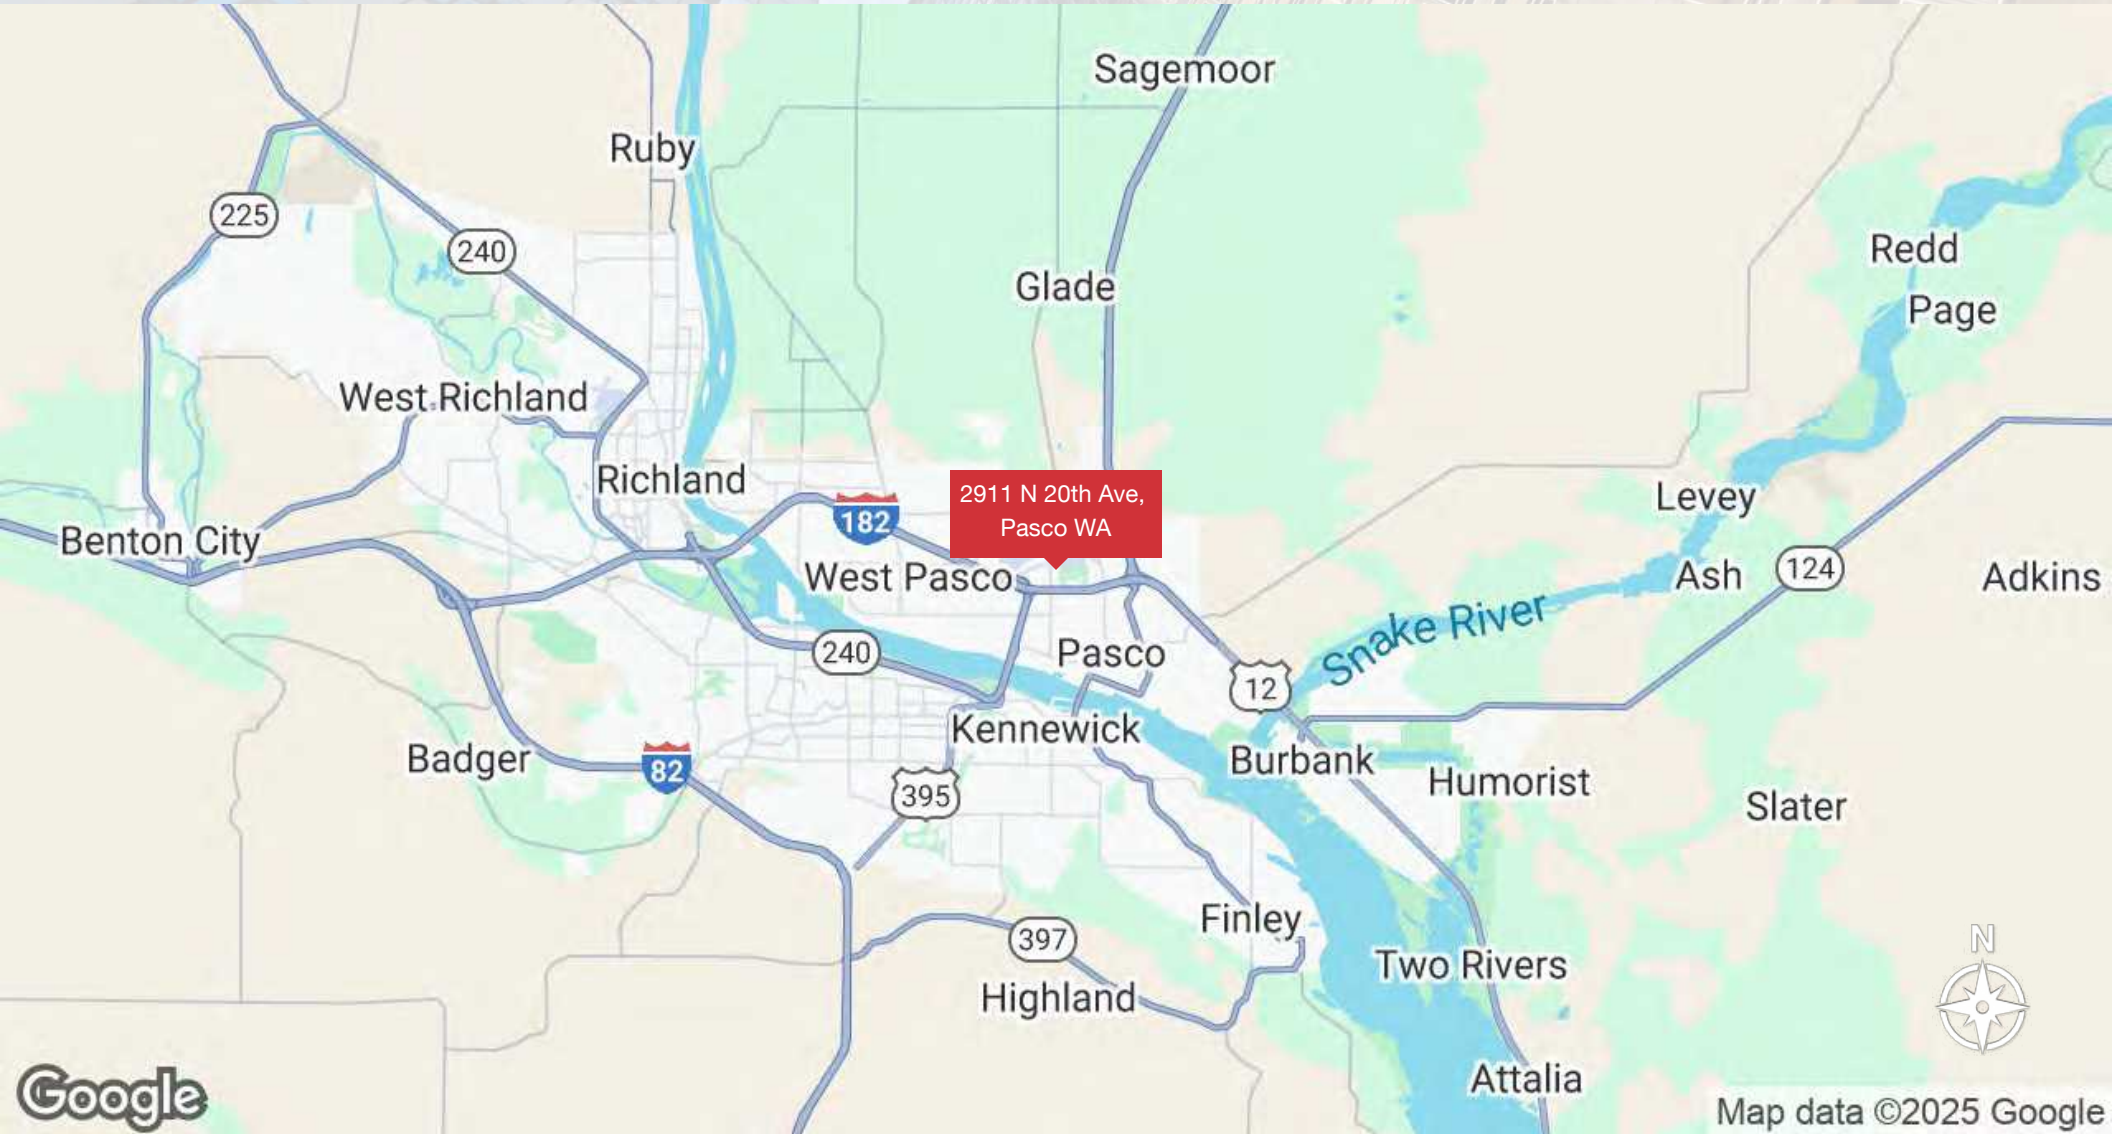 Sagemoor
Ruby
225
240
Redd
Glade
Page
West Richland
Richland
2911 N 20th Ave,
Pasco WA
182
Levey
Benton City
West Pasco
Ash
124
Adkins
Snake River
240
Pasco
12
Kennewick
Badger
82
Burbank
395
Humorist
Slater
Finley
397
N
Two Rivers
Highland
Attalia
Google
Map data ©2025 Google